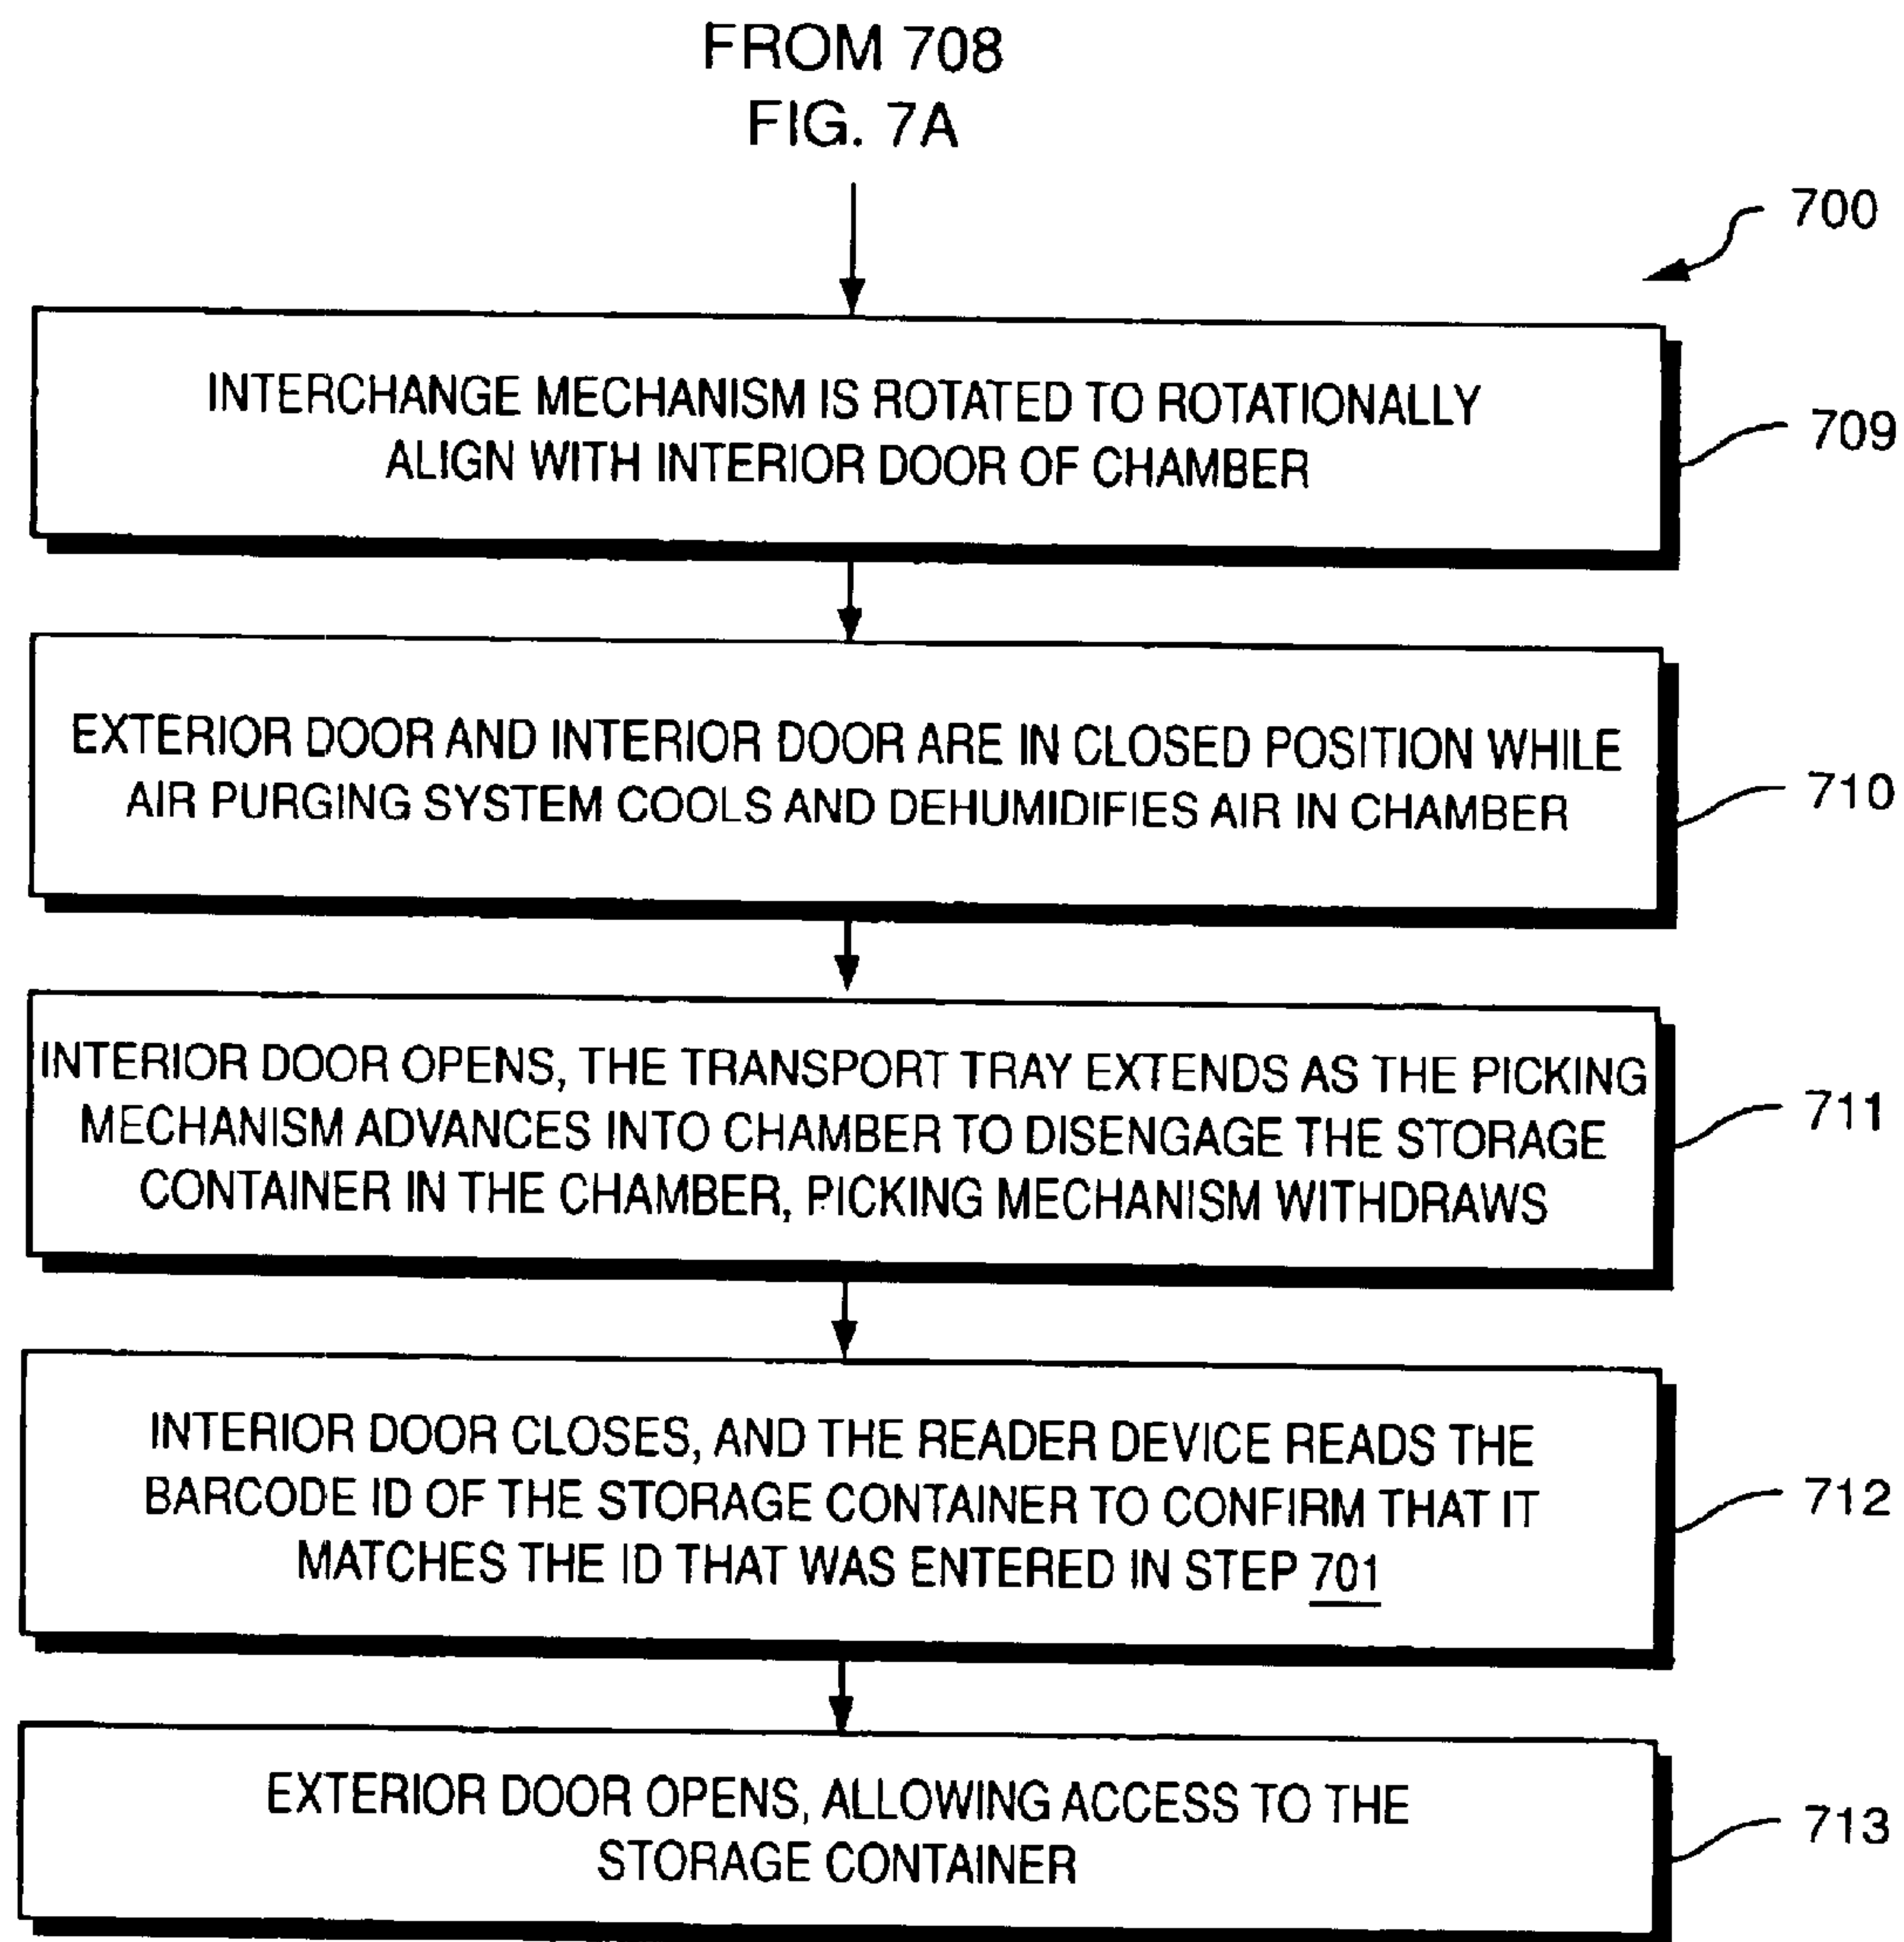 FROM 708
FIG. 7A
700
INTERCHANGE MECHANISM IS ROTATED TO ROTATIONALLY
ALIGN WITH INTERIOR DOOR OF CHAMBER
709
EXTERIOR DOOR AND INTERIOR DOOR ARE IN CLOSED POSITION WHILE
AIR PURGING SYSTEM COOLS AND DEHUMIDIFIES AIR IN CHAMBER
710
INTERIOR DOOR OPENS, THE TRANSPORT TRAY EXTENDS AS THE PICKING
MECHANISM ADVANCES INTO CHAMBER TO DISENGAGE THE STORAGE
CONTAINER IN THE CHAMBER, PICKING MECHANISM WITHDRAWS
711
INTERIOR DOOR CLOSES, AND THE READER DEVICE READS THE
BARCODE ID OF THE STORAGE CONTAINER TO CONFIRM THAT IT
MATCHES THE ID THAT WAS ENTERED IN STEP 701
712
EXTERIOR DOOR OPENS, ALLOWING ACCESS TO THE
STORAGE CONTAINER
713